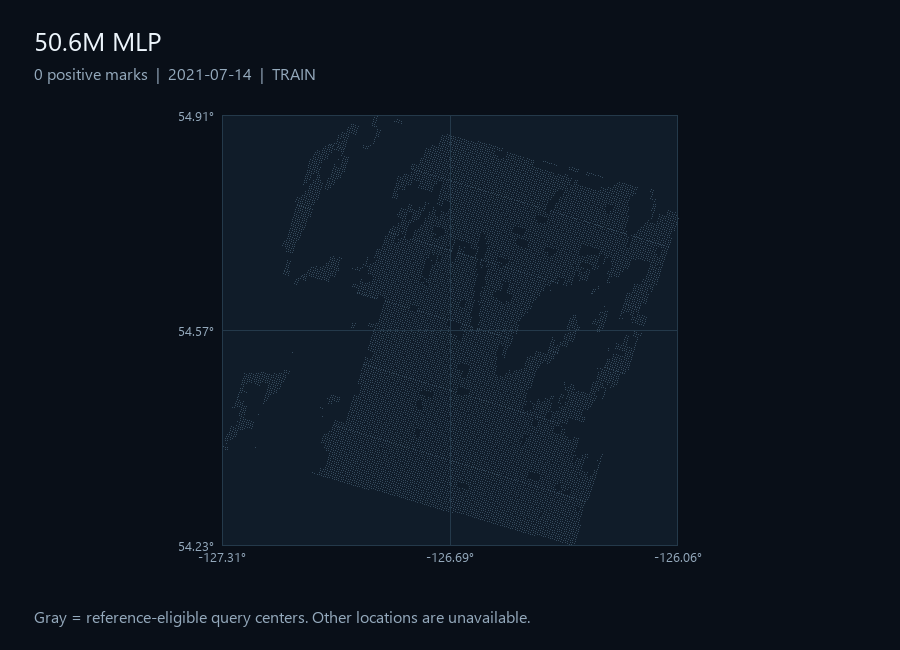 50.6M MLP
0 positive marks | 2021-07-14 | TRAIN
54.91°
54.57°
54.23°
-127.31° -126.69° -126.06°
Gray = reference-eligible query centers. Other locations are unavailable.